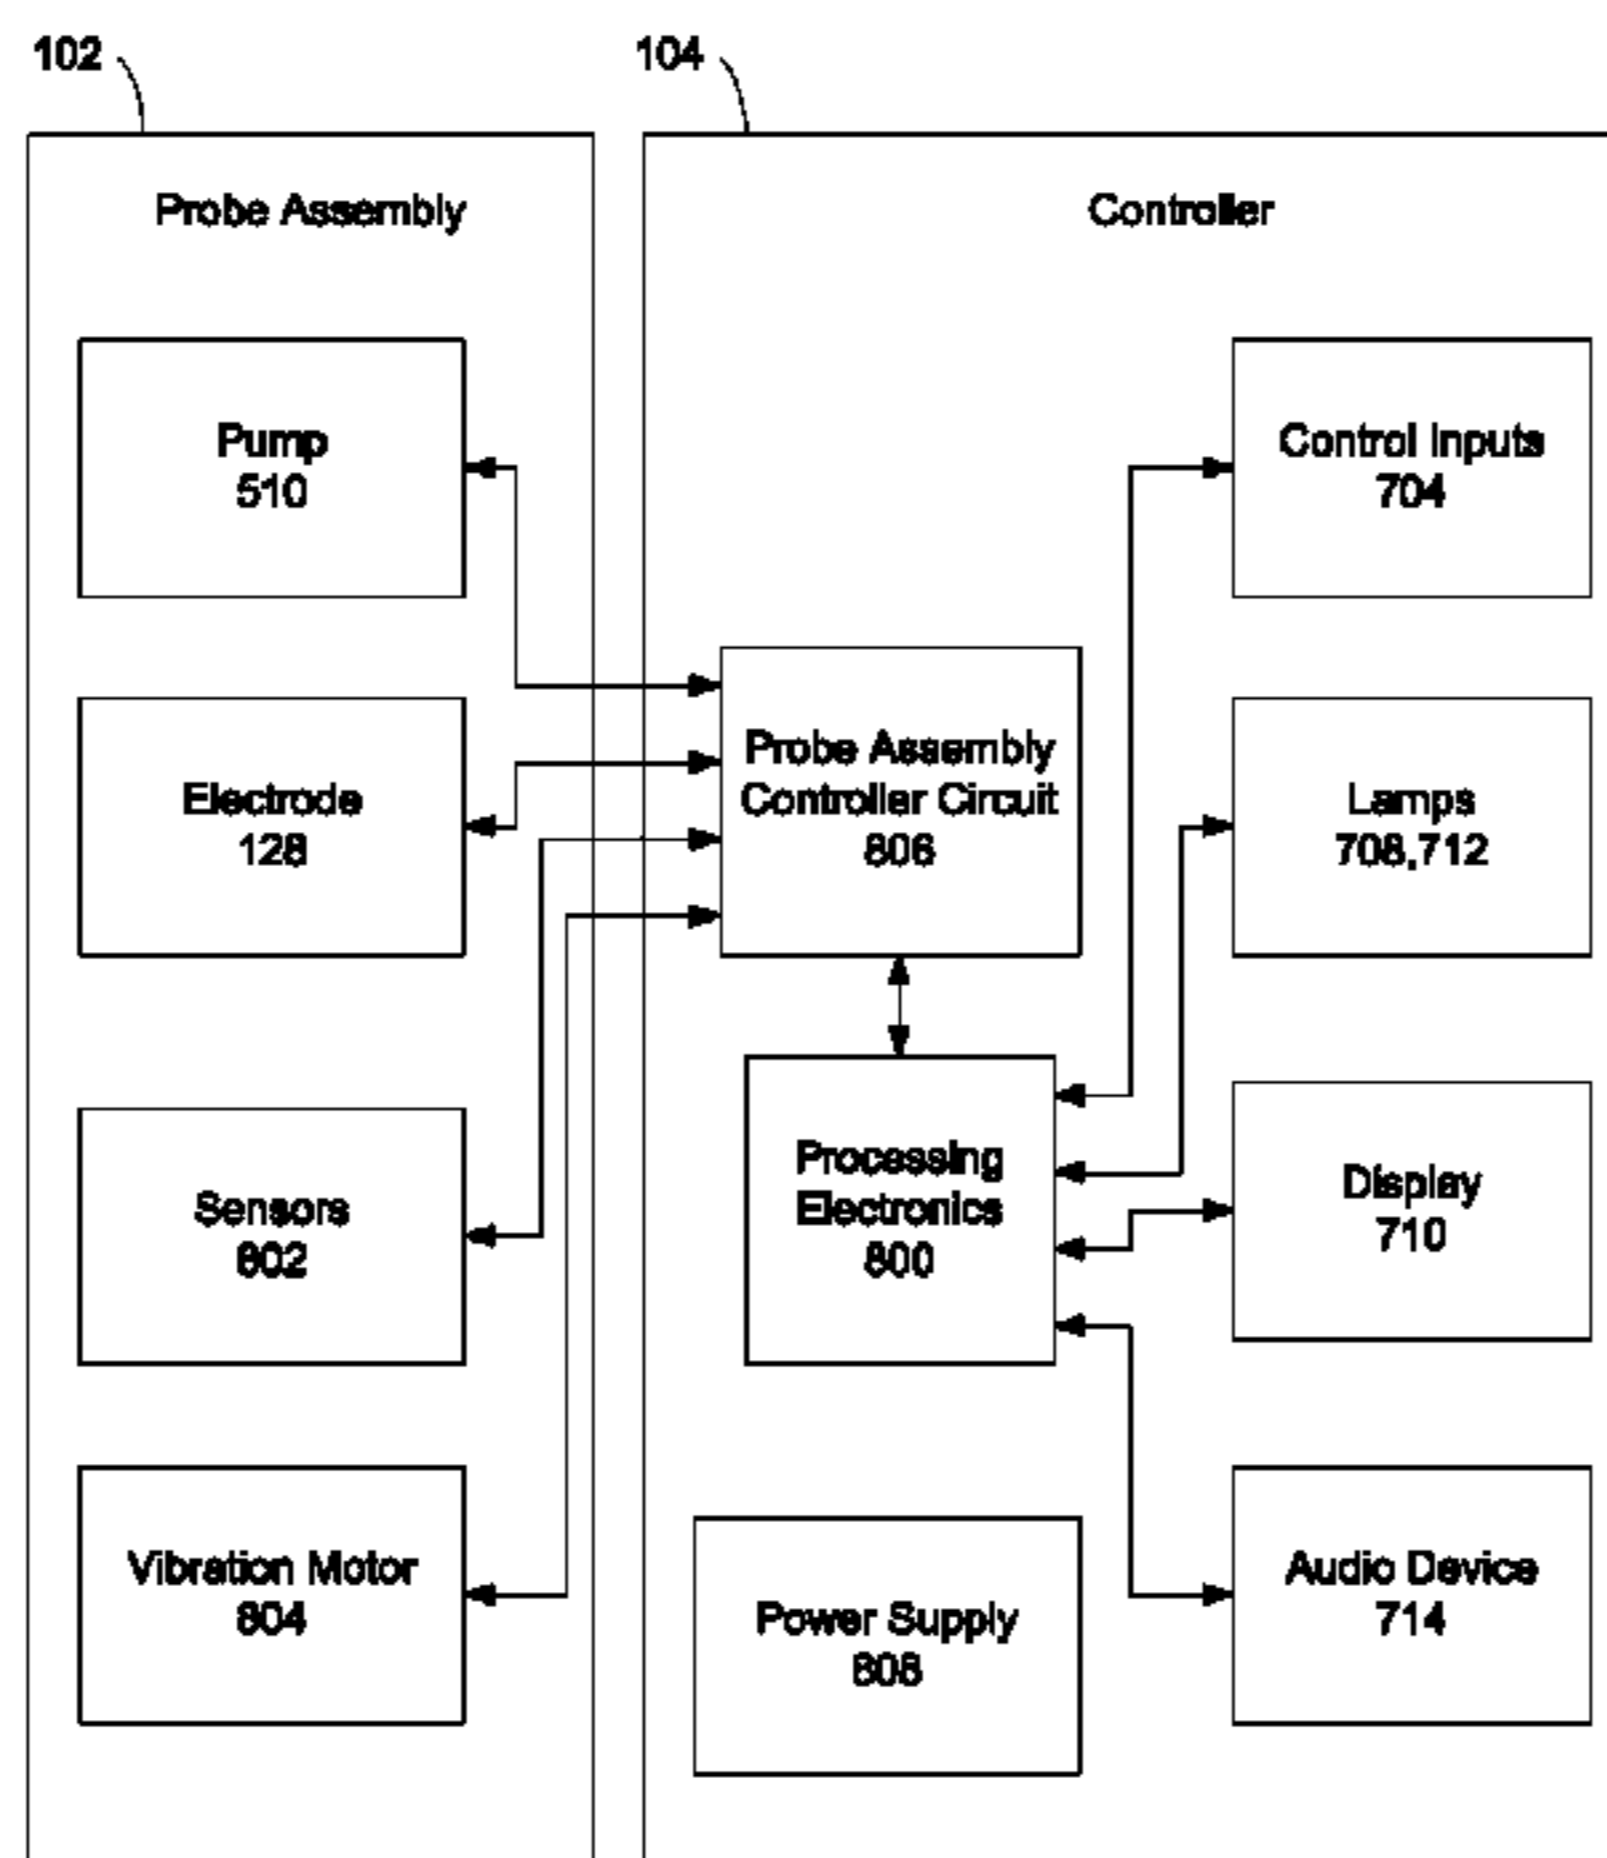 102
104
Probe Assembly
Controller
Pump
510
Control Inputs
704
Electrode
128
Probe Assembly
Controller Circuit
806
Lamps
708,712
Sensors
802
Processing
Electronics
800
Display
710
Vibration Motor
804
Power Supply
808
Audio Device
714